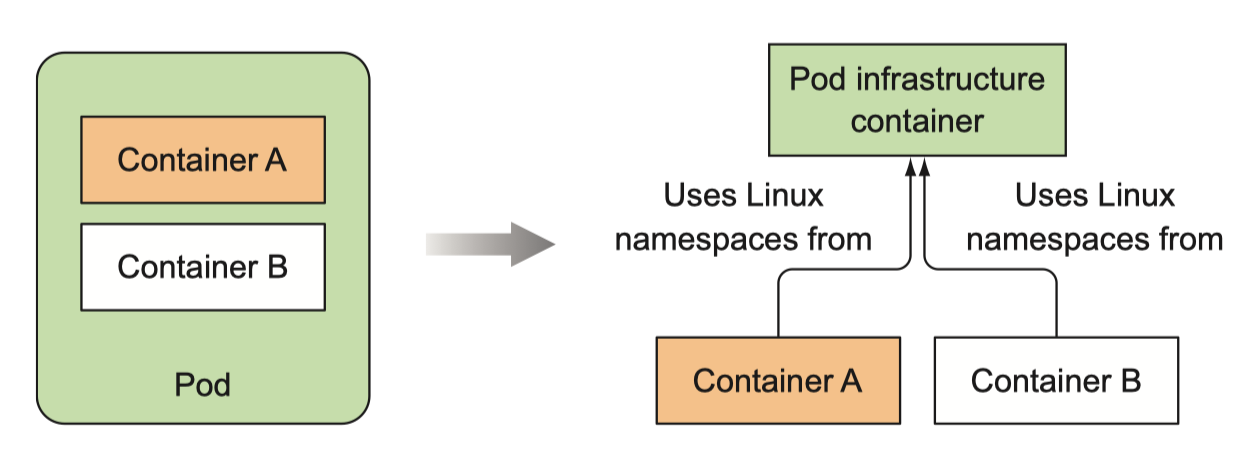 Container A
Container B
Pod
Pod infrastructure
container
Uses Linux
namespaces from
Uses Linux
namespaces from
Container A
Container B